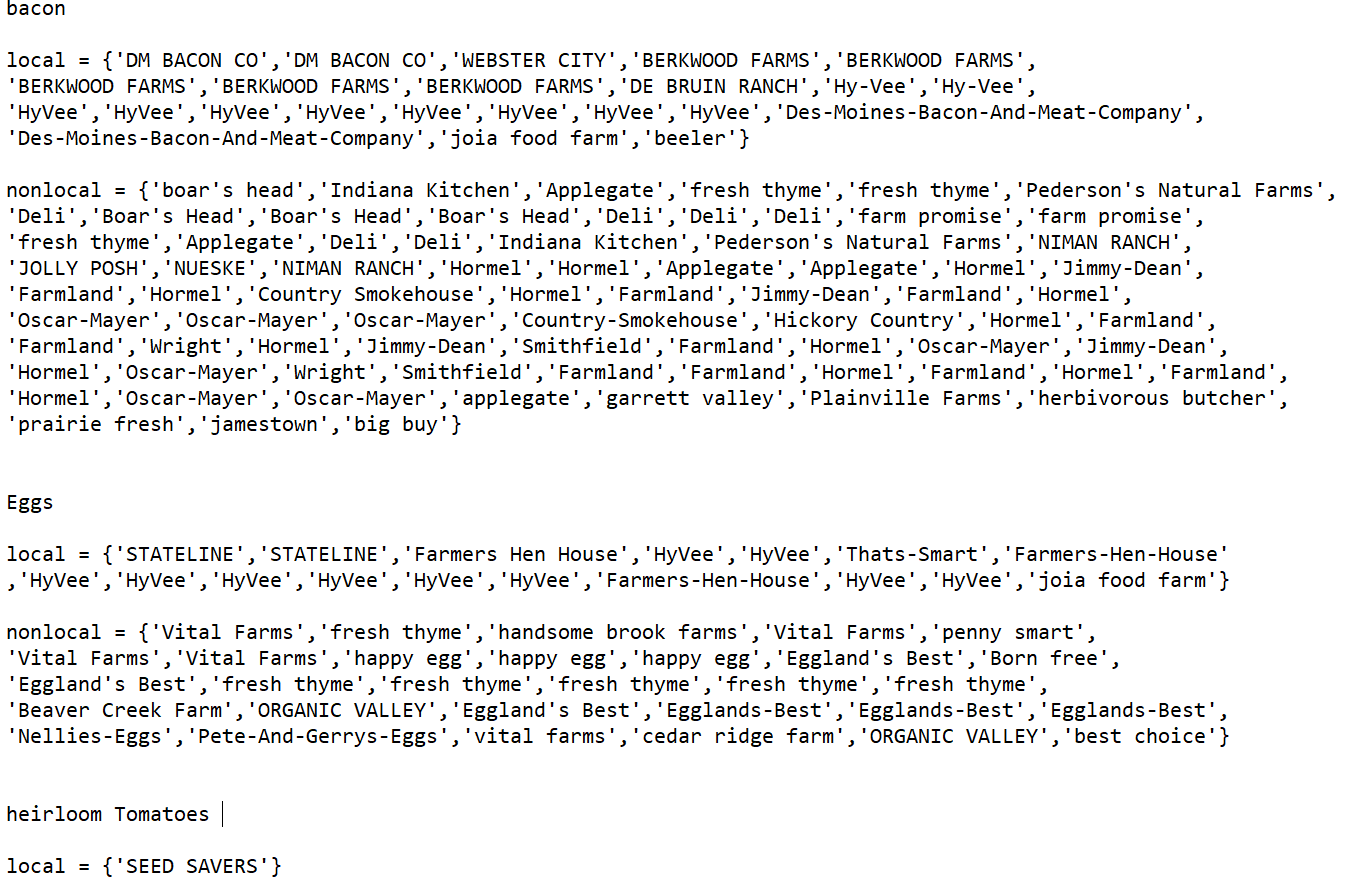 bacon
local = {'DM BACON CO','DM BACON CO','WEBSTER CITY','BERKWOOD FARMS','BERKWOOD FARMS',
'BERKWOOD FARMS','BERKWOOD FARMS','BERKWOOD FARMS','DE BRUIN RANCH','Hy-Vee','Hy-Vee',
'HyVee','HyVee','HyVee','HyVee','HyVee','HyVee','HyVee','HyVee','Des-Moines-Bacon-And-Meat-Company',
'Des-Moines-Bacon-And-Meat-Company','joia food farm','beeler'}
nonlocal = {'boar's head','Indiana Kitchen','Applegate','fresh thyme','fresh thyme','Pederson's Natural Farms',
'Deli','Boar's Head','Boar's Head','Boar's Head','Deli','Deli','Deli','farm promise','farm promise',
'fresh thyme','Applegate','Deli','Deli','Indiana Kitchen','Pederson's Natural Farms','NIMAN RANCH',
'JOLLY POSH','NUESKE','NIMAN RANCH','Hormel','Hormel','Applegate','Applegate','Hormel','Jimmy-Dean',
'Farmland','Hormel','Country Smokehouse','Hormel','Farmland','Jimmy-Dean','Farmland','Hormel',
'Oscar-Mayer','Oscar-Mayer','Oscar-Mayer','Country-Smokehouse','Hickory Country','Hormel','Farmland',
'Farmland','Wright','Hormel','Jimmy-Dean','Smithfield','Farmland','Hormel','Oscar-Mayer','Jimmy-Dean',
'Hormel','Oscar-Mayer','Wright','Smithfield','Farmland','Farmland','Hormel','Farmland','Hormel','Farmland',
'Hormel','Oscar-Mayer','Oscar-Mayer','applegate','garrett valley','Plainville Farms','herbivorous butcher',
'prairie fresh','jamestown','big buy'}
Eggs
local = {'STATELINE','STATELINE','Farmers Hen House','HyVee','HyVee','Thats-Smart','Farmers-Hen-House'
,'HyVee','HyVee','HyVee','HyVee','HyVee','HyVee','Farmers-Hen-House','HyVee','HyVee','joia food farm'}
nonlocal = {'Vital Farms','fresh thyme','handsome brook farms','Vital Farms','penny smart',
'Vital Farms','Vital Farms','happy egg','happy egg','happy egg','Eggland's Best','Born free',
'Eggland's Best','fresh thyme','fresh thyme','fresh thyme','fresh thyme','fresh thyme',
'Beaver Creek Farm','ORGANIC VALLEY','Eggland's Best','Egglands-Best','Egglands-Best','Egglands-Best',
'Nellies-Eggs','Pete-And-Gerrys-Eggs','vital farms','cedar ridge farm','ORGANIC VALLEY','best choice'}
heirloom Tomatoes
local = {'SEED SAVERS'}